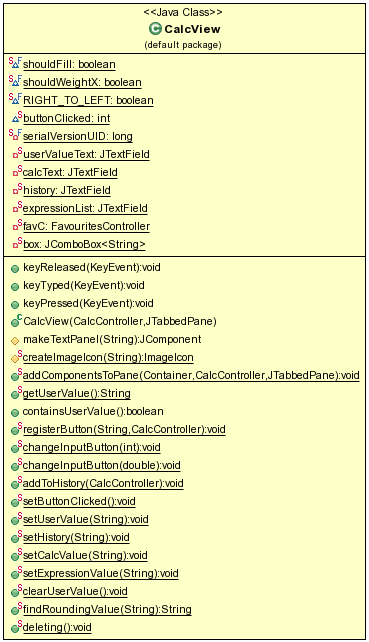 <<Java Class>>
CalcView
(default package)
shouldFill: boolean
shouldWeightX: boolean
RIGHT_TO_LEFT: boolean
buttonClicked: int
serialVersionUID: long
userValueText: JTextField
calcText: JTextField
history: JTextField
expressionList: JTextField
favC: FavouritesController
box: JComboBox<String>
keyReleased(KeyEvent):void
keyTyped(KeyEvent):void
keyPressed(KeyEvent):void
CalcView(CalcController,JTabbedPane)
makeTextPanel(String):JComponent
createImageIcon(String):ImageIcon
addComponentsToPane(Container,CalcController,JTabbedPane):void
getUserValue():String
containsUserValue():boolean
registerButton(String,CalcController):void
changeInputButton(int):void
changeInputButton(double):void
addToHistory(CalcController):void
setButtonClicked():void
setUserValue(String):void
setHistory(String):void
setCalcValue(String):void
setExpressionValue(String):void
clearUserValue():void
findRoundingValue(String):String
deleting():void